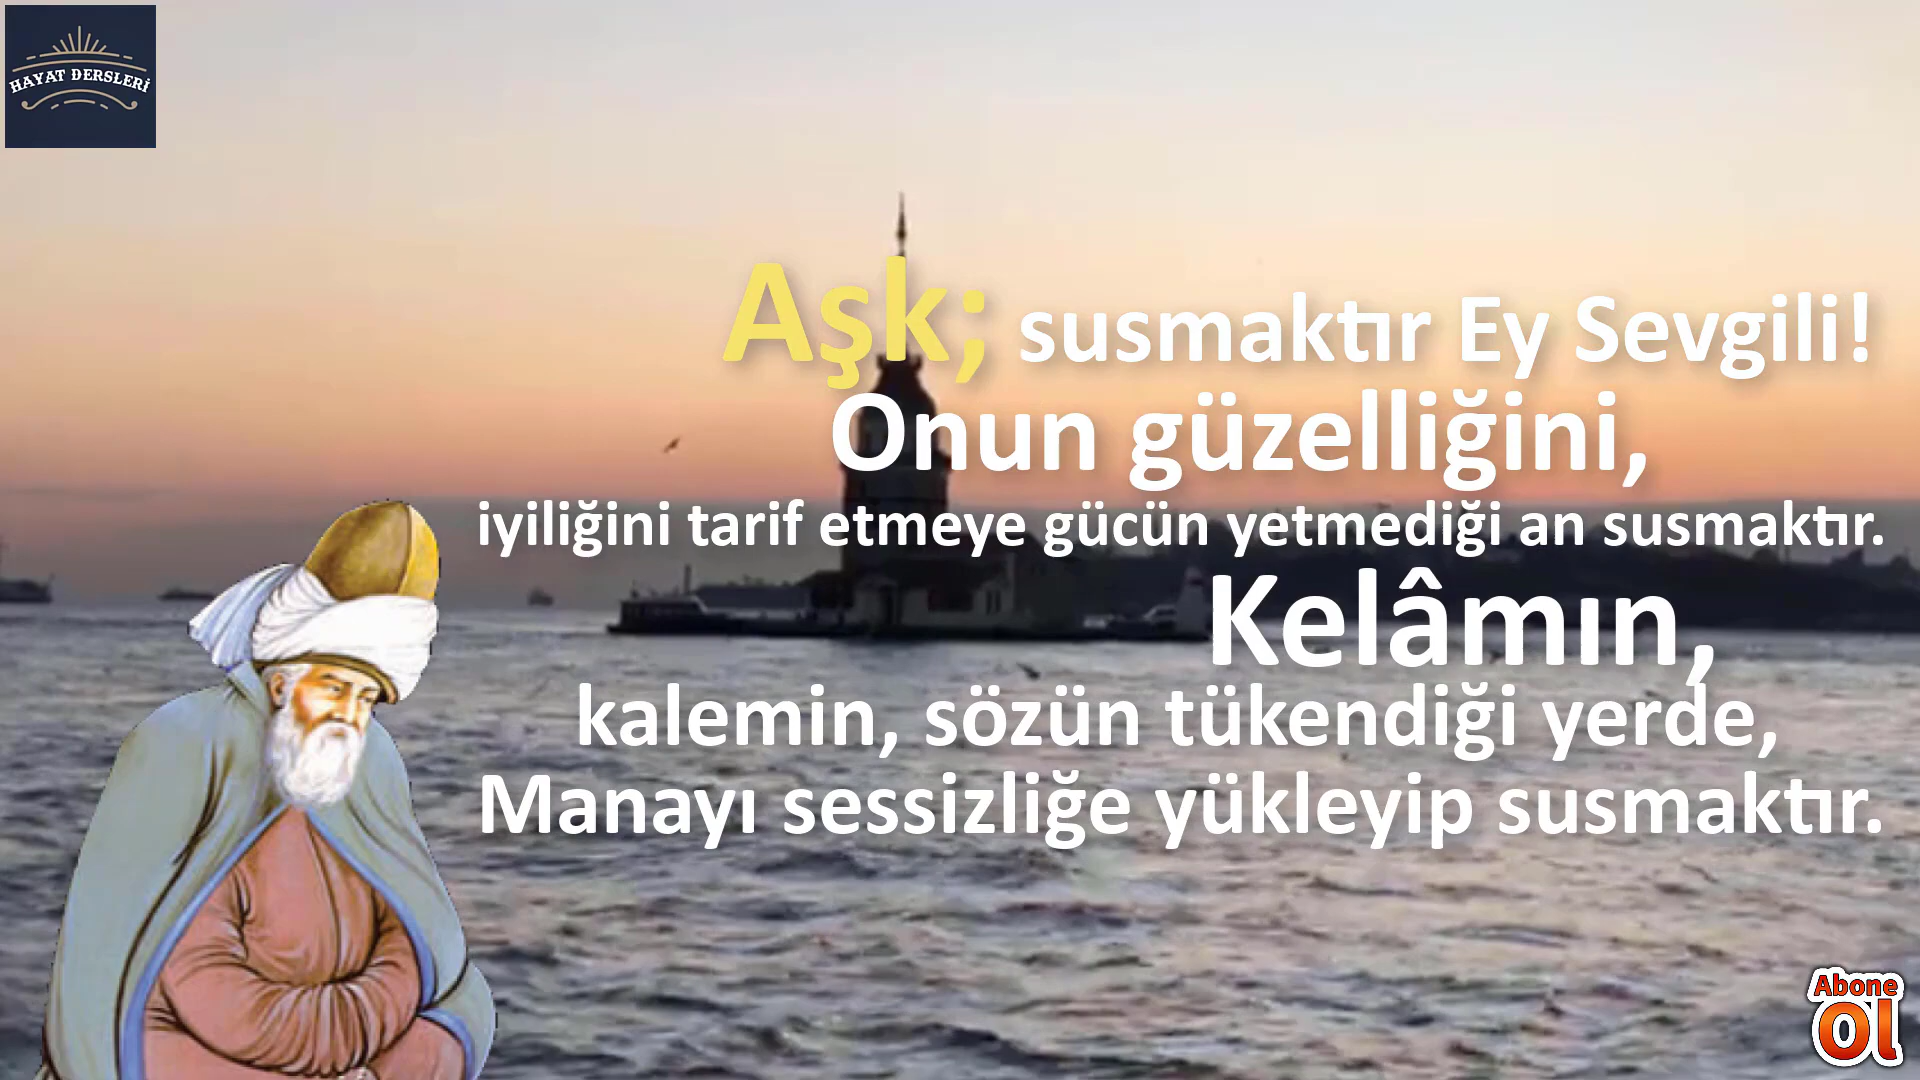 HAYAT DERSLERİ
Aşk; susmaktır Ey Sevgili!
Onun güzelliğini,
iyiliğini tarif etmeye gücün yetmediği an susmaktır.
Kelâmın,
kalemin, sözün tükendiği yerde,
Manayı sessizliğe yükleyip susmaktır.
Abone
ol